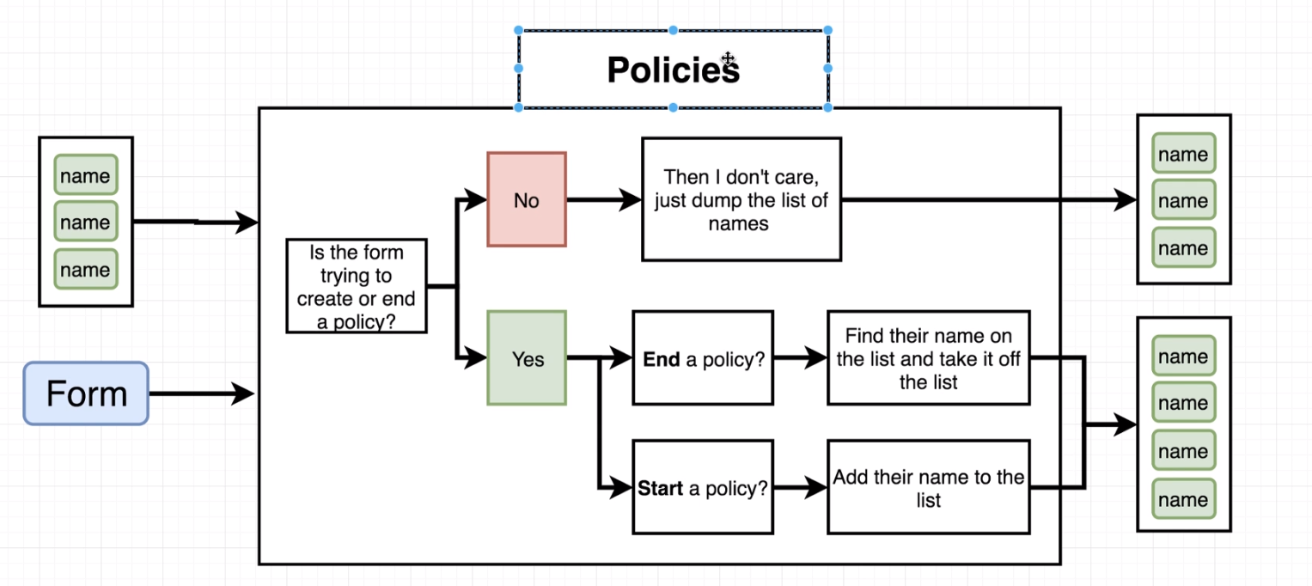 Policies
name
name
name
Form
Is the form
trying to
create or end
a policy?
No
Then I don't care,
just dump the list of
names
Yes
End a policy?
Find their name on
the list and take it off
the list
Start a policy?
Add their name to the
list
name
name
name
name
name
name
name